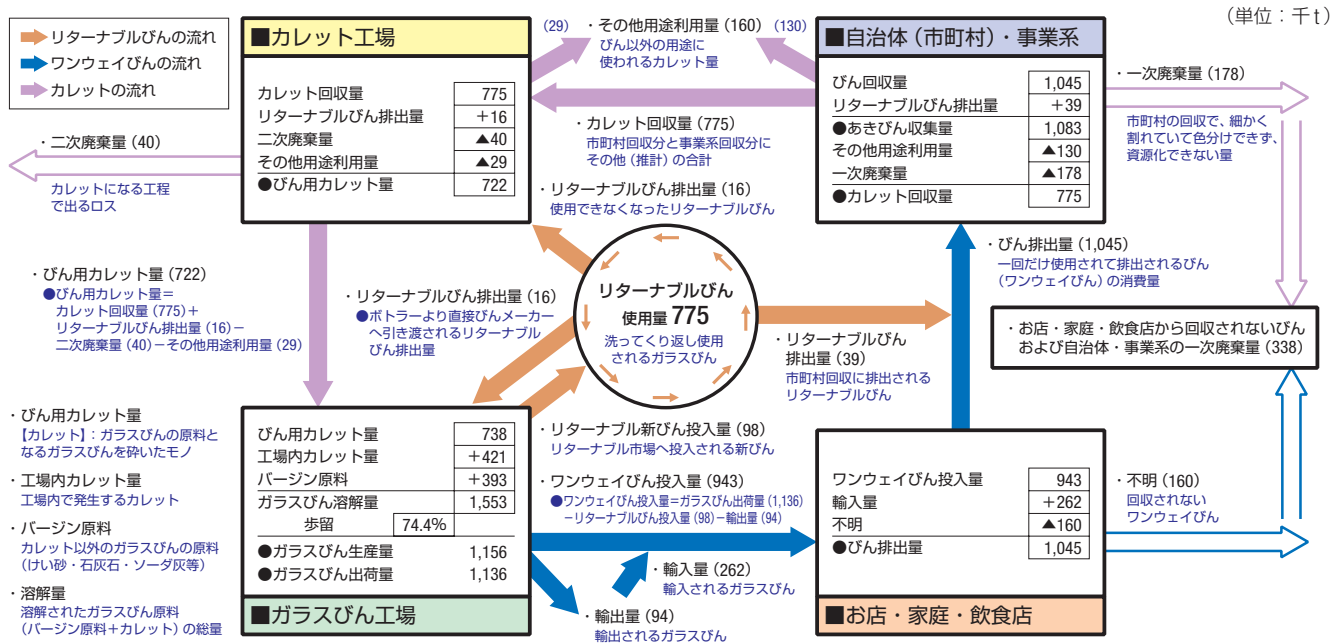 (単位：千t)
リターナブルびんの流れ
ワンウェイびんの流れ
カレットの流れ
■カレット工場
カレット回収量 775
リターナブルびん排出量 +16
二次廃棄量 ▲40
その他用途利用量 ▲29
●びん用カレット量 722
(29)
・その他用途利用量(160)
びん以外の用途に
使われるカレット量
(130)
■自治体(市町村)・事業系
びん回収量 1,045
リターナブルびん排出量 +39
●あきびん収集量 1,083
その他用途利用量 ▲130
一次廃棄量 ▲178
●カレット回収量 775
・一次廃棄量(178)
市町村の回収で、細かく
割れていて色分けできず、
資源化できない量
・二次廃棄量(40)
カレットになる工程
で出るロス
・カレット回収量(775)
市町村回収分と事業系回収分に
その他(推計)の合計
・リターナブルびん排出量(16)
使用できなくなったリターナブルびん
・びん用カレット量(722)
●びん用カレット量＝
カレット回収量(775)＋
リターナブルびん排出量(16)－
二次廃棄量(40)－その他用途利用量(29)
・リターナブルびん排出量(16)
●ボトラーより直接びんメーカー
へ引き渡されるリターナブル
びん排出量
リターナブルびん
使用量 775
洗ってくり返し使用
されるガラスびん
・リターナブルびん
排出量(39)
市町村回収に排出される
リターナブルびん
・びん排出量(1,045)
一回だけ使用されて排出されるびん
(ワンウェイびん)の消費量
・お店・家庭・飲食店から回収されないびん
および自治体・事業系の一次廃棄量(338)
・びん用カレット量
【カレット】：ガラスびんの原料と
なるガラスびんを砕いたモノ
・工場内カレット量
工場内で発生するカレット
・バージン原料
カレット以外のガラスびんの原料
(けい砂・石灰石・ソーダ灰等)
・溶解量
溶解されたガラスびん原料
(バージン原料＋カレット)の総量
びん用カレット量 738
工場内カレット量 +421
バージン原料 +393
ガラスびん溶解量 1,553
歩留 74.4%
●ガラスびん生産量 1,156
●ガラスびん出荷量 1,136
■ガラスびん工場
・リターナブル新びん投入量(98)
リターナブル市場へ投入される新びん
・ワンウェイびん投入量(943)
●ワンウェイびん投入量＝ガラスびん出荷量(1,136)
－リターナブルびん投入量(98)－輸出量(94)
・輸入量(262)
輸入されるガラスびん
・輸出量(94)
輸出されるガラスびん
ワンウェイびん投入量 943
輸入量 +262
不明 ▲160
●びん排出量 1,045
■お店・家庭・飲食店
・不明(160)
回収されない
ワンウェイびん